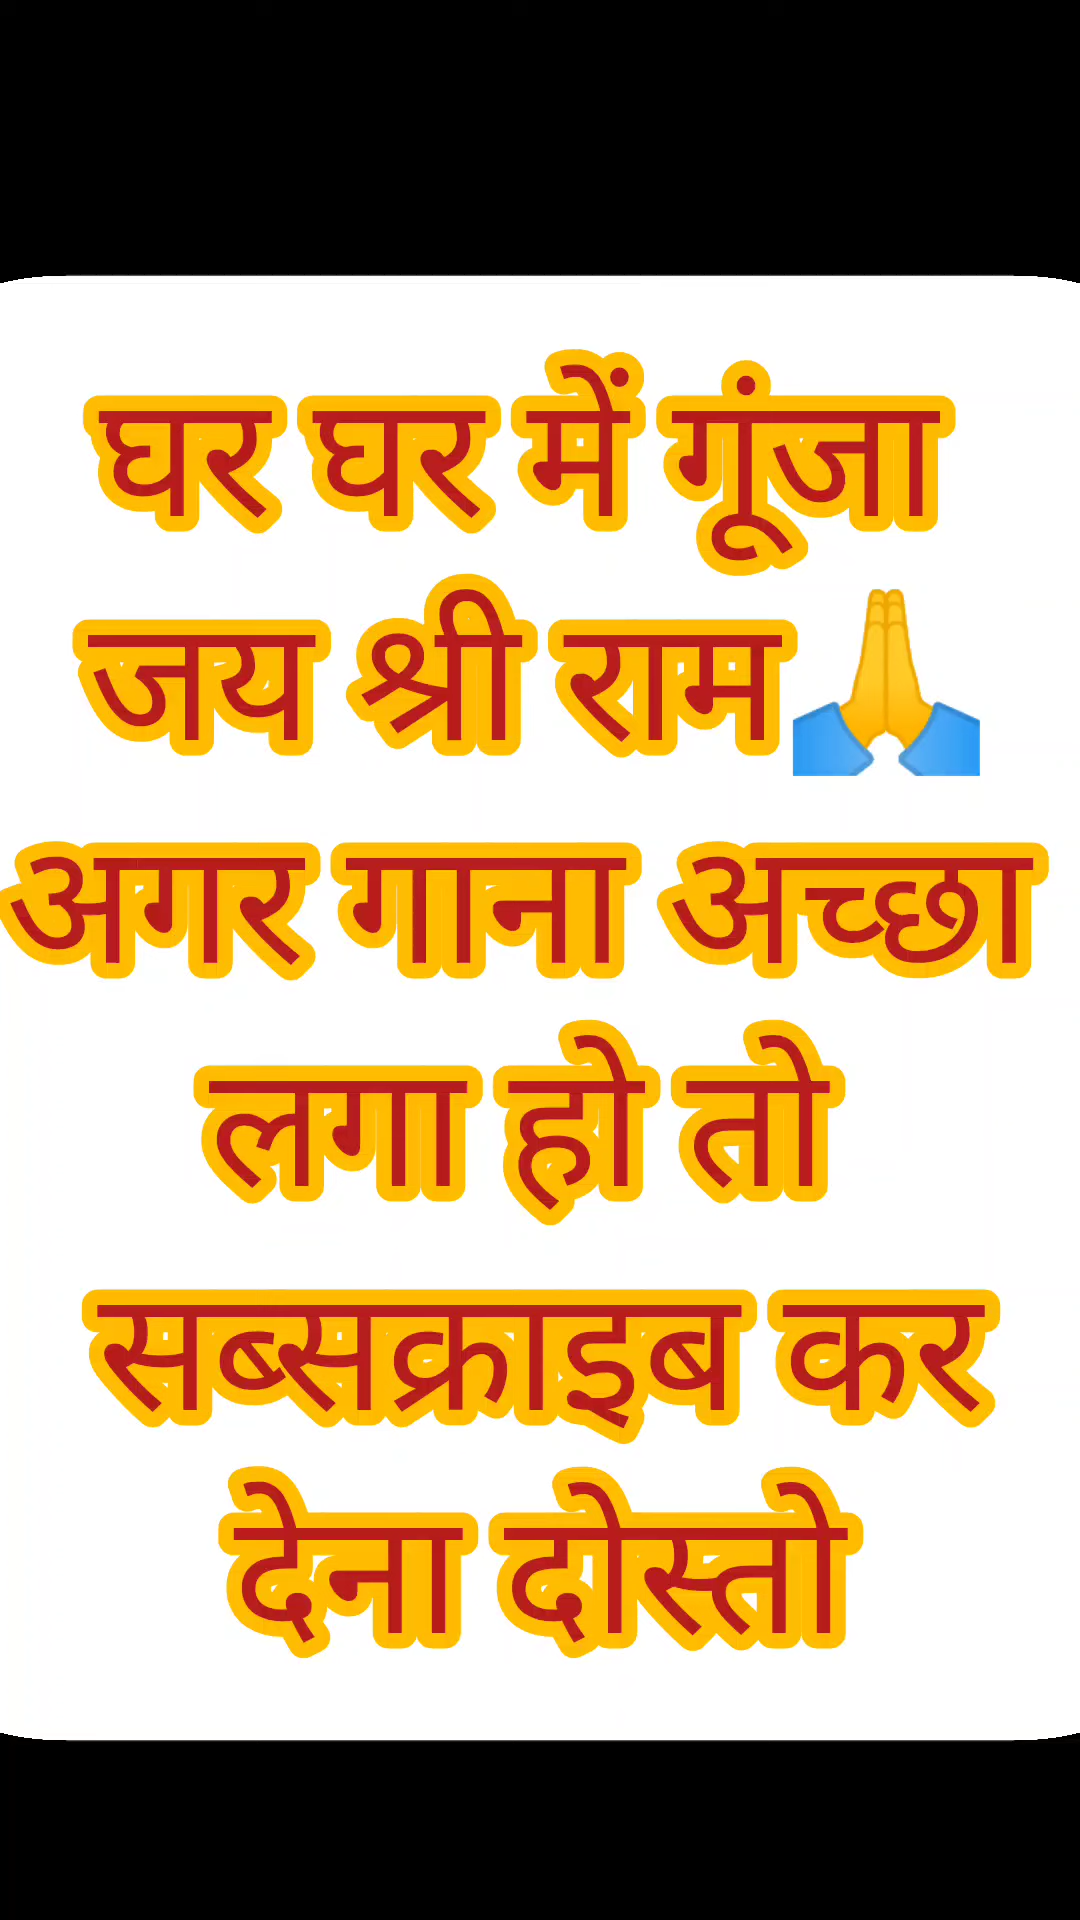 घर घर में गूंजा
जय श्री राम🙏
अगर गाना अच्छा
लगा हो तो
सब्सक्राइब कर
देना दोस्तो